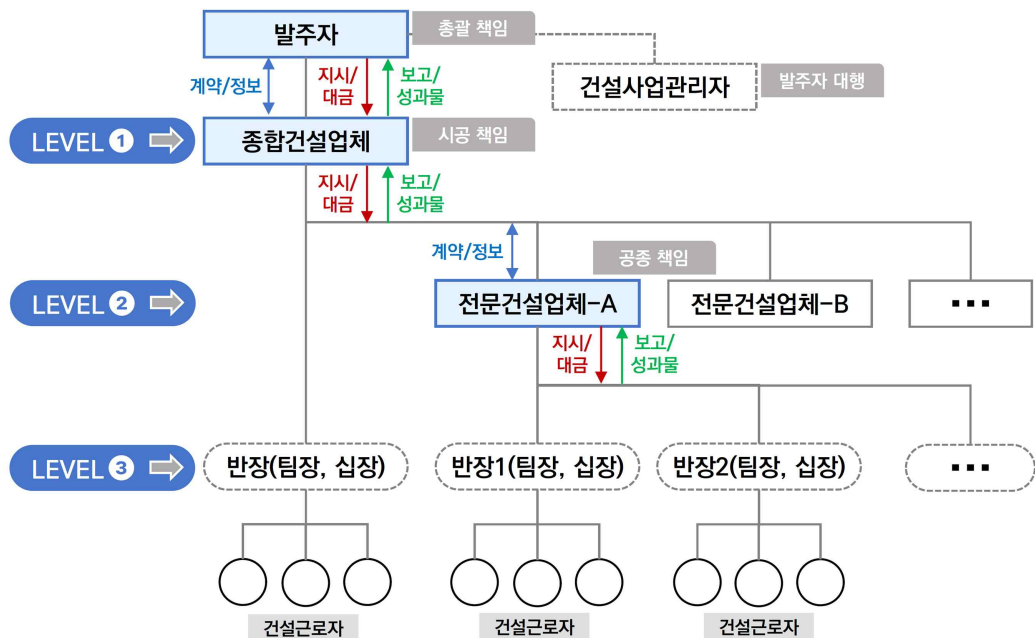 발주자
총괄 책임
건설사업관리자
발주자 대행
계약/정보
지시/
대금
보고/
성과물
LEVEL 1
종합건설업체
시공 책임
지시/
대금
보고/
성과물
계약/정보
공종 책임
LEVEL 2
전문건설업체-A
전문건설업체-B
...
지시/
대금
보고/
성과물
LEVEL 3
반장(팀장, 십장)
반장1(팀장, 십장)
반장2(팀장, 십장)
...
건설근로자
건설근로자
건설근로자